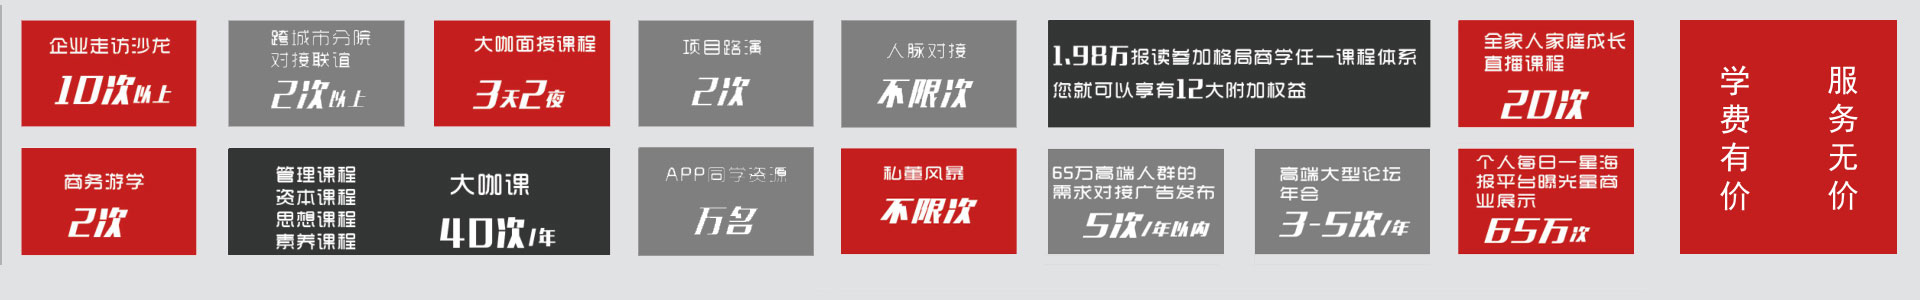 企业走访沙龙
10次以上
跨城市分院
对接联谊
2次以上
大咖面授课程
3天2夜
项目路演
2次
人脉对接
不限次
1.98万报读参加格局商学任一课程体系
您就可以享有12大附加权益
全家人家庭成长
直播课程
20次
商务游学
2次
管理课程
资本课程
思想课程
素养课程
大咖课
40次/年
APP同学资源
万名
私董风暴
不限次
65万高端人群的
需求对接广告发布
5次/年以内
高端大型论坛
年会
3-5次/年
个人每日一星海
报平台曝光量商
业展示
65万次
学费有价
服务无价